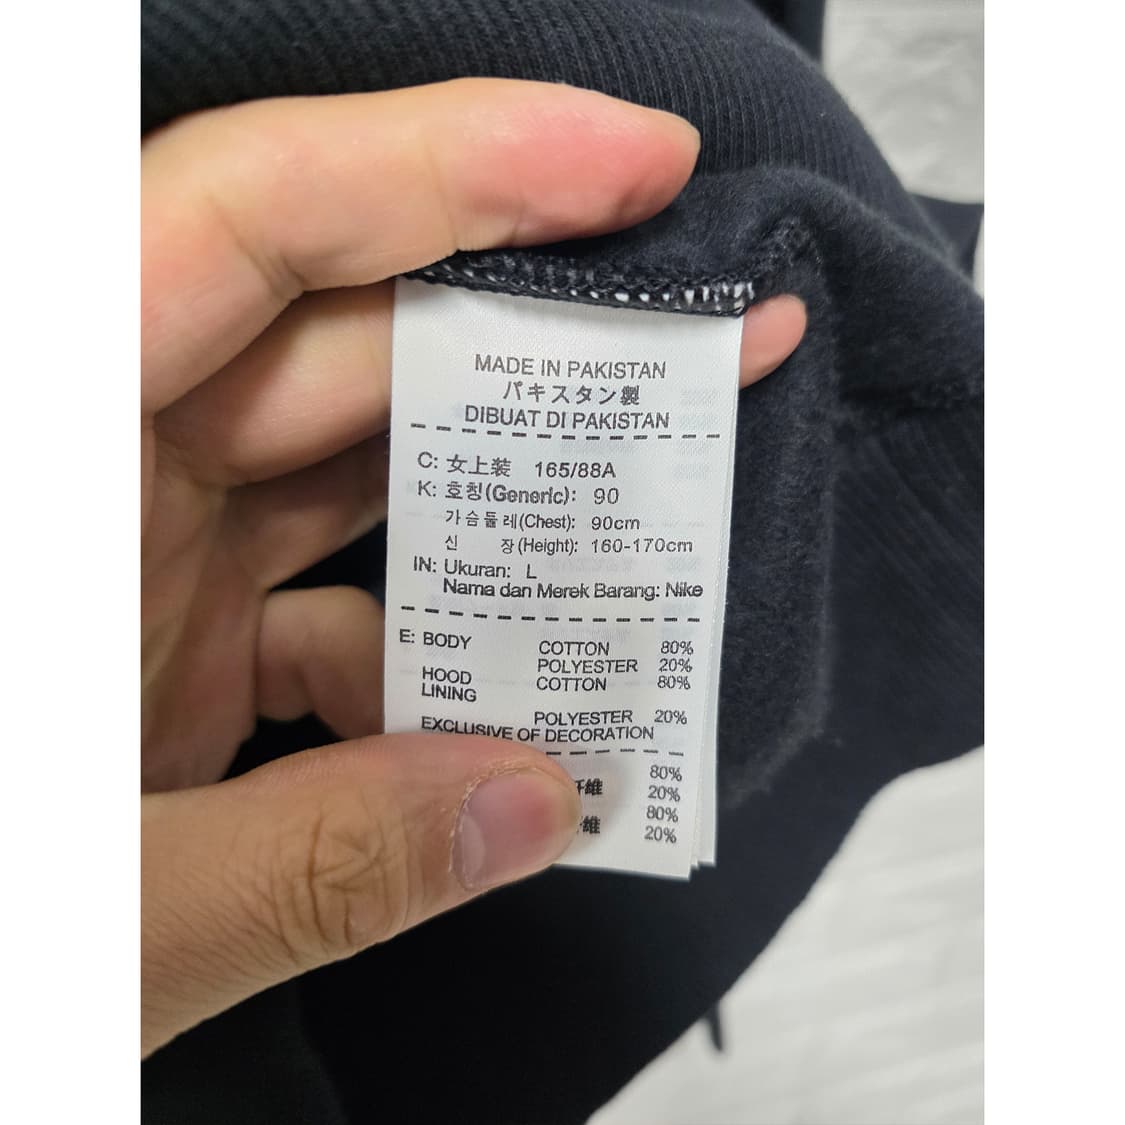 MADE IN PAKISTAN
パキスタン製
DIBUAT DI PAKISTAN
C: 女上装 165/88A
K: 호칭(Generic): 90
가슴둘레(Chest): 90cm
신 장(Height): 160-170cm
IN: Ukuran: L
Nama dan Merek Barang: Nike
E: BODY COTTON 80%
POLYESTER 20%
HOOD COTTON 80%
LINING
POLYESTER 20%
EXCLUSIVE OF DECORATION
80%
维 20%
80%
维 20%